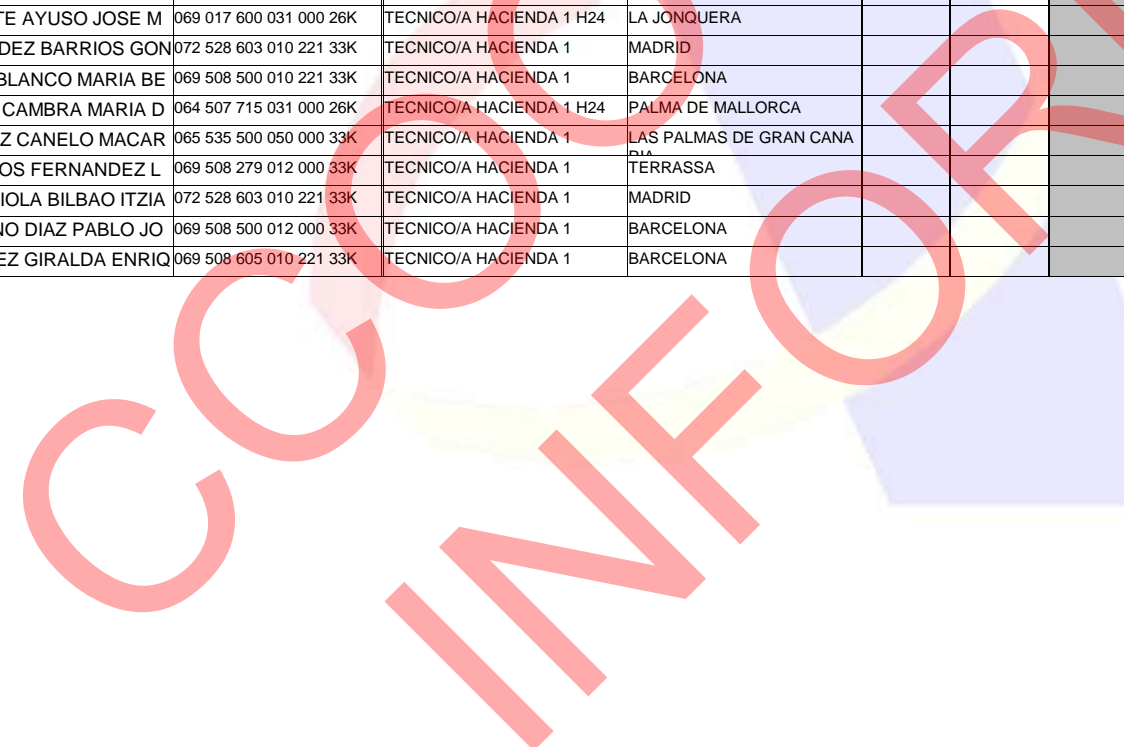 TE AYUSO JOSE M 069 017 600 031 000 26K TECNICO/A HACIENDA 1 H24 LA JONQUERA
DEZ BARRIOS GON 072 528 603 010 221 33K TECNICO/A HACIENDA 1 MADRID
BLANCO MARIA BE 069 508 500 010 221 33K TECNICO/A HACIENDA 1 BARCELONA
CAMBRA MARIA D 064 507 715 031 000 26K TECNICO/A HACIENDA 1 H24 PALMA DE MALLORCA
Z CANELO MACAR 065 535 500 050 000 33K TECNICO/A HACIENDA 1 LAS PALMAS DE GRAN CANA
OS FERNANDEZ L 069 508 279 012 000 33K TECNICO/A HACIENDA 1 TERRASSA
IOLA BILBAO ITZIA 072 528 603 010 221 33K TECNICO/A HACIENDA 1 MADRID
NO DIAZ PABLO JO 069 508 500 012 000 33K TECNICO/A HACIENDA 1 BARCELONA
EZ GIRALDA ENRIQ 069 508 605 010 221 33K TECNICO/A HACIENDA 1 BARCELONA
CCOO
INFOR